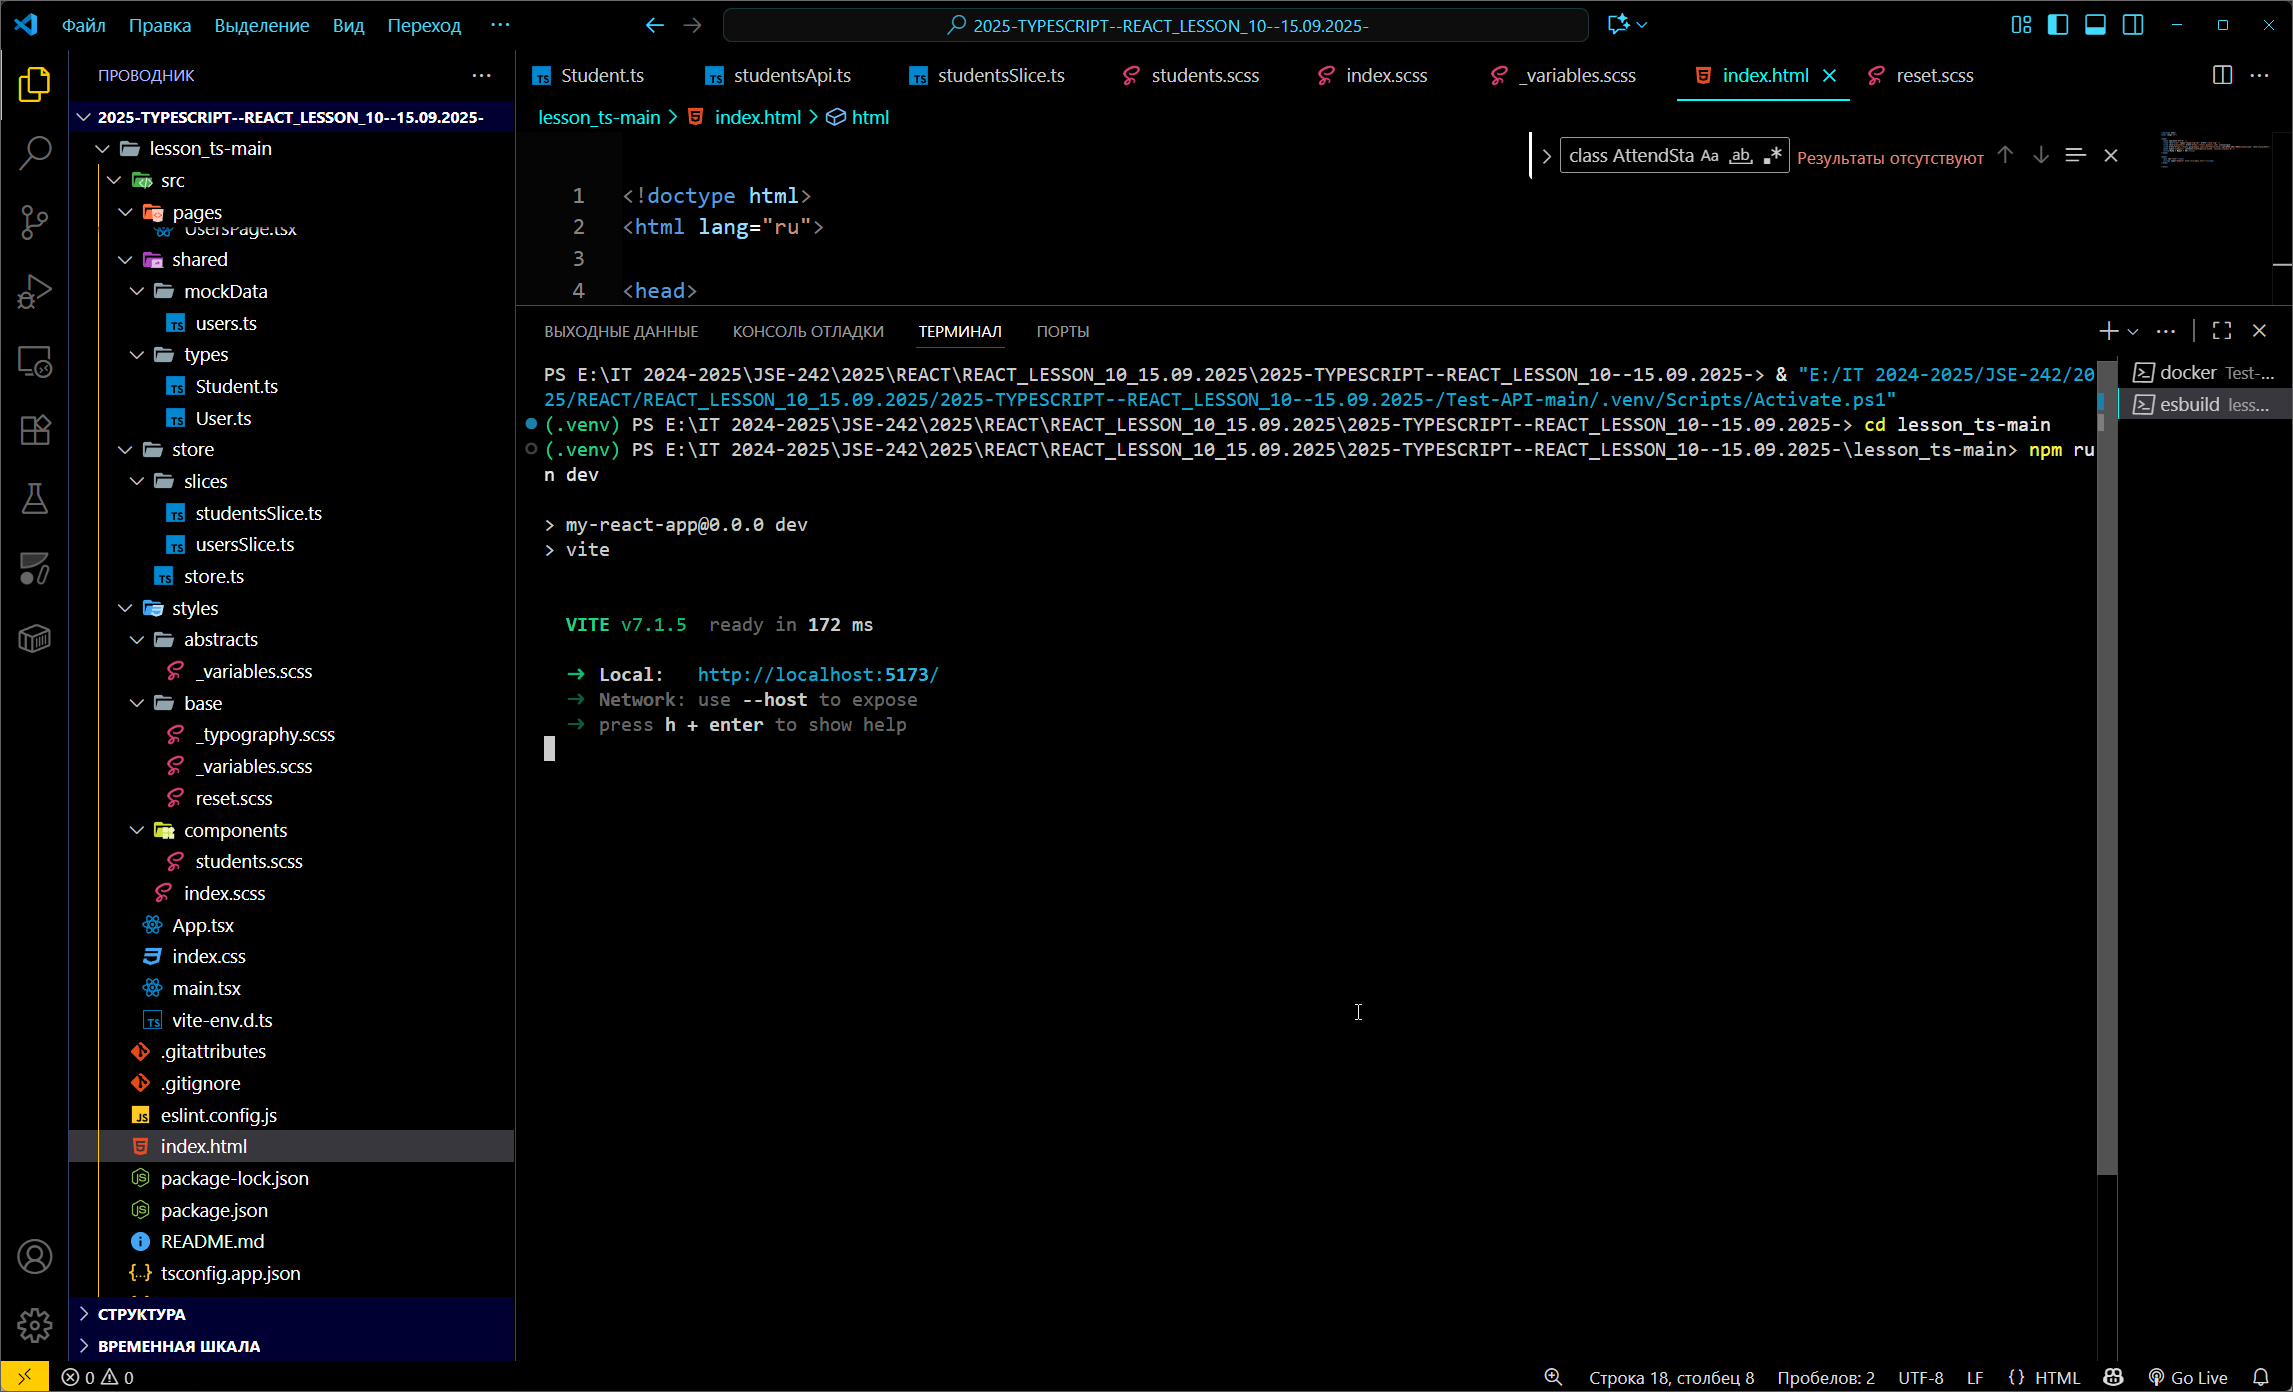 Файл Правка Выделение Вид Переход ···
2025-TYPESCRIPT--REACT_LESSON_10--15.09.2025-
ПРОВОДНИК
2025-TYPESCRIPT--REACT_LESSON_10--15.09.2025-
lesson_ts-main
src
pages
UsersPage.tsx
shared
mockData
users.ts
types
Student.ts
User.ts
store
slices
studentsSlice.ts
usersSlice.ts
store.ts
styles
abstracts
_variables.scss
base
_typography.scss
_variables.scss
reset.scss
components
students.scss
index.scss
App.tsx
index.css
main.tsx
vite-env.d.ts
.gitattributes
.gitignore
eslint.config.js
index.html
package-lock.json
package.json
README.md
tsconfig.app.json
СТРУКТУРА
ВРЕМЕННАЯ ШКАЛА
Student.ts studentsApi.ts studentsSlice.ts students.scss index.scss _variables.scss index.html reset.scss
lesson_ts-main > index.html > html
class AttendSta Aa ab .* Результаты отсутствуют
1 <!doctype html>
2 <html lang="ru">
3
4 <head>
ВЫХОДНЫЕ ДАННЫЕ КОНСОЛЬ ОТЛАДКИ ТЕРМИНАЛ ПОРТЫ
PS E:\IT 2024-2025\JSE-242\2025\REACT\REACT_LESSON_10_15.09.2025\2025-TYPESCRIPT--REACT_LESSON_10--15.09.2025-> & "E:/IT 2024-2025/JSE-242/20
25/REACT/REACT_LESSON_10_15.09.2025/2025-TYPESCRIPT--REACT_LESSON_10--15.09.2025-/Test-API-main/.venv/Scripts/Activate.ps1"
(.venv) PS E:\IT 2024-2025\JSE-242\2025\REACT\REACT_LESSON_10_15.09.2025\2025-TYPESCRIPT--REACT_LESSON_10--15.09.2025-> cd lesson_ts-main
(.venv) PS E:\IT 2024-2025\JSE-242\2025\REACT\REACT_LESSON_10_15.09.2025\2025-TYPESCRIPT--REACT_LESSON_10--15.09.2025-\lesson_ts-main> npm ru
n dev
> my-react-app@0.0.0 dev
> vite
VITE v7.1.5 ready in 172 ms
➜ Local: http://localhost:5173/
➜ Network: use --host to expose
➜ press h + enter to show help
docker Test-...
esbuild less...
0 0
Строка 18, столбец 8 Пробелов: 2 UTF-8 LF {} HTML Go Live